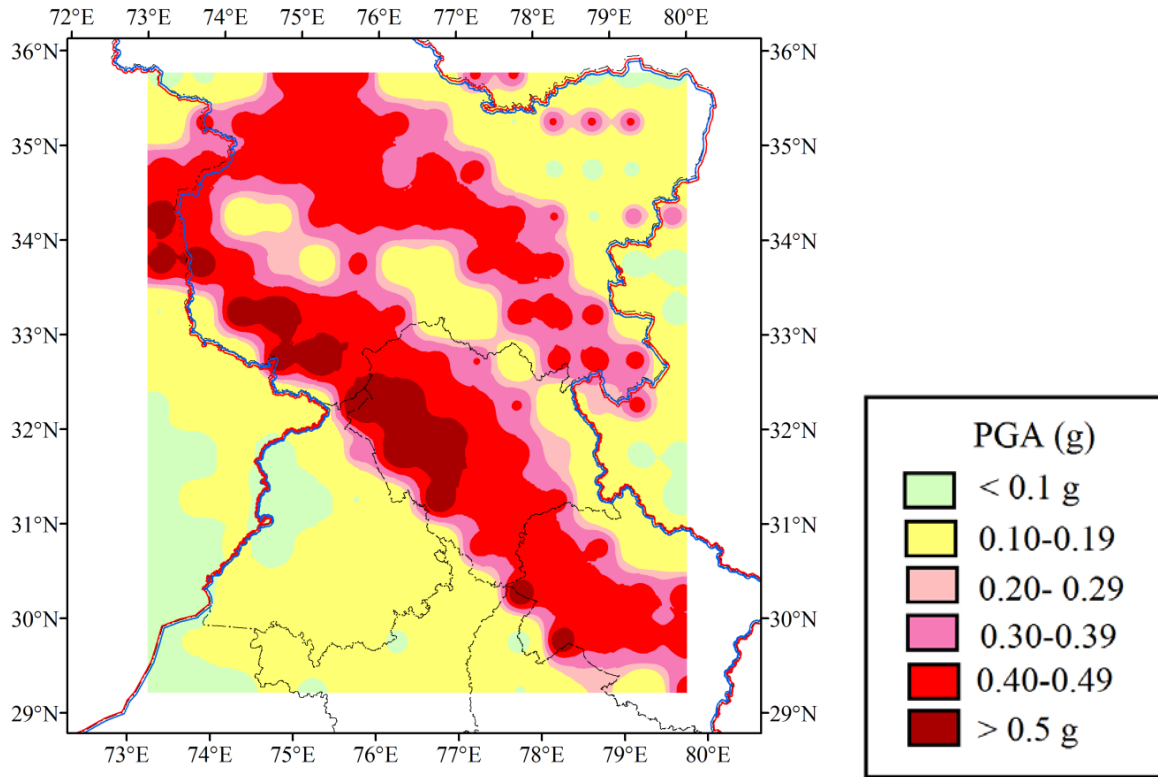 72°E 73°E 74°E 75°E 76°E 77°E 78°E 79°E 80°E
36°N 36°N
35°N 35°N
34°N 34°N
33°N 33°N
32°N 32°N
31°N 31°N
30°N 30°N
29°N 29°N
73°E 74°E 75°E 76°E 77°E 78°E 79°E 80°E
PGA (g)
< 0.1 g
0.10-0.19
0.20- 0.29
0.30-0.39
0.40-0.49
> 0.5 g